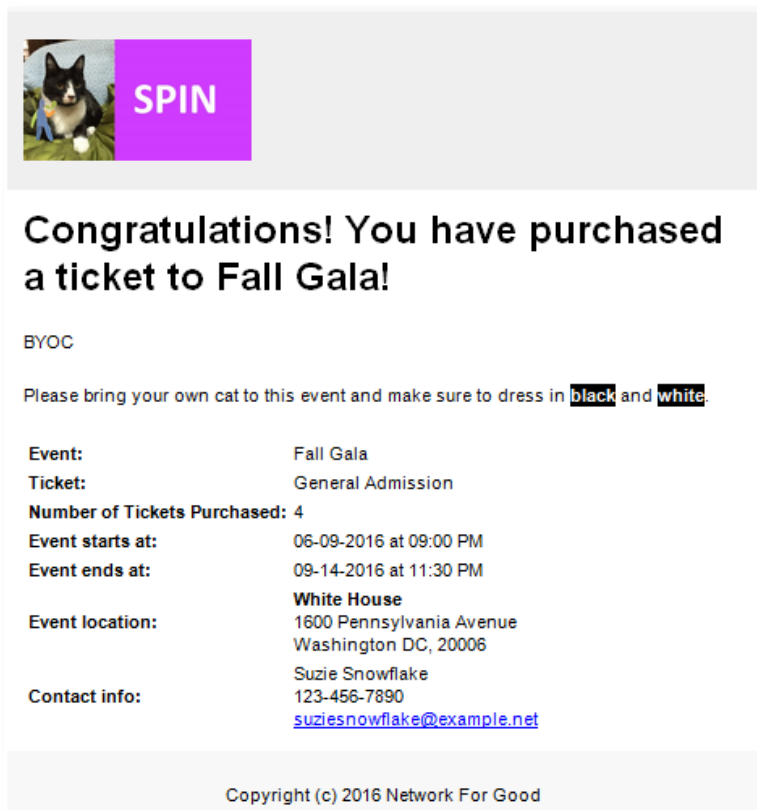 SPIN
Congratulations! You have purchased
a ticket to Fall Gala!
BYOC
Please bring your own cat to this event and make sure to dress in black and white.
Event: Fall Gala
Ticket: General Admission
Number of Tickets Purchased: 4
Event starts at: 06-09-2016 at 09:00 PM
Event ends at: 09-14-2016 at 11:30 PM
Event location: White House
1600 Pennsylvania Avenue
Washington DC, 20006
Contact info: Suzie Snowflake
123-456-7890
suziesnowflake@example.net
Copyright (c) 2016 Network For Good